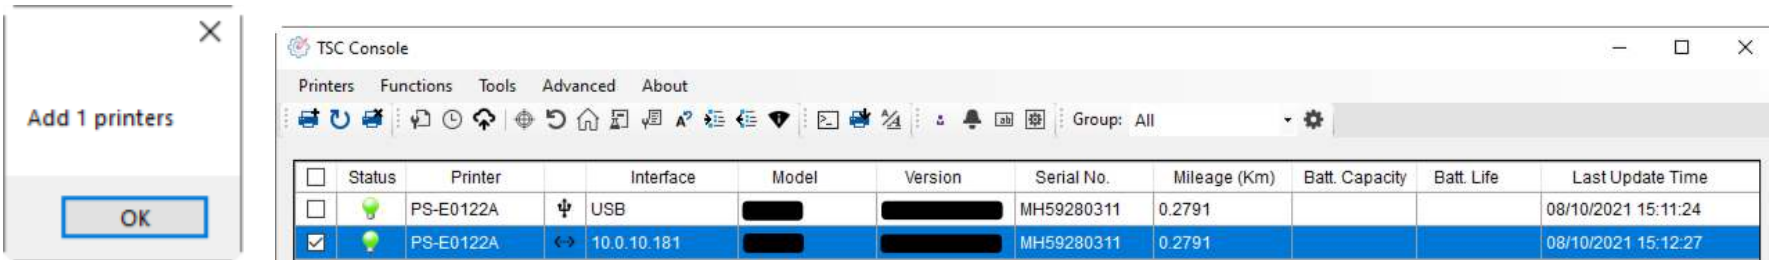 Add 1 printers
OK
TSC Console
Printers Functions Tools Advanced About
Group: All
Status Printer Interface Model Version Serial No. Mileage (Km) Batt. Capacity Batt. Life Last Update Time
PS-E0122A USB MH59280311 0.2791 08/10/2021 15:11:24
PS-E0122A 10.0.10.181 MH59280311 0.2791 08/10/2021 15:12:27